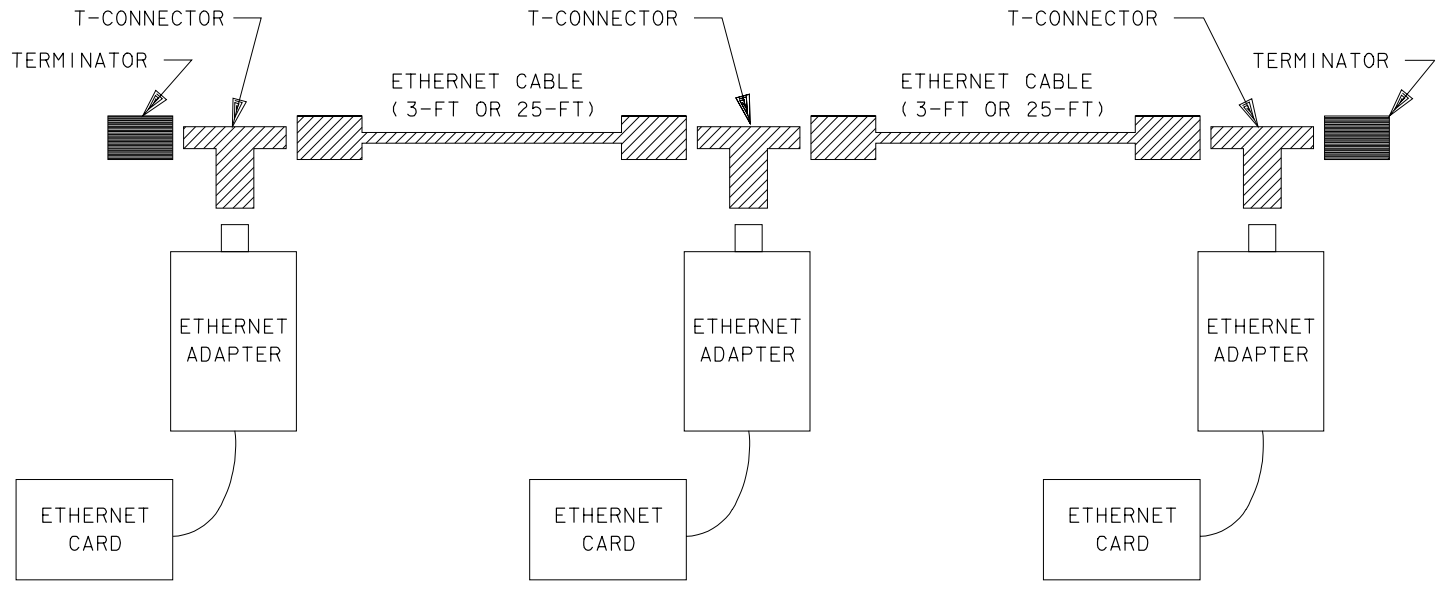 T-CONNECTOR
T-CONNECTOR
T-CONNECTOR
TERMINATOR
TERMINATOR
ETHERNET CABLE
(3-FT OR 25-FT)
ETHERNET CABLE
(3-FT OR 25-FT)
ETHERNET
ADAPTER
ETHERNET
ADAPTER
ETHERNET
ADAPTER
ETHERNET
CARD
ETHERNET
CARD
ETHERNET
CARD